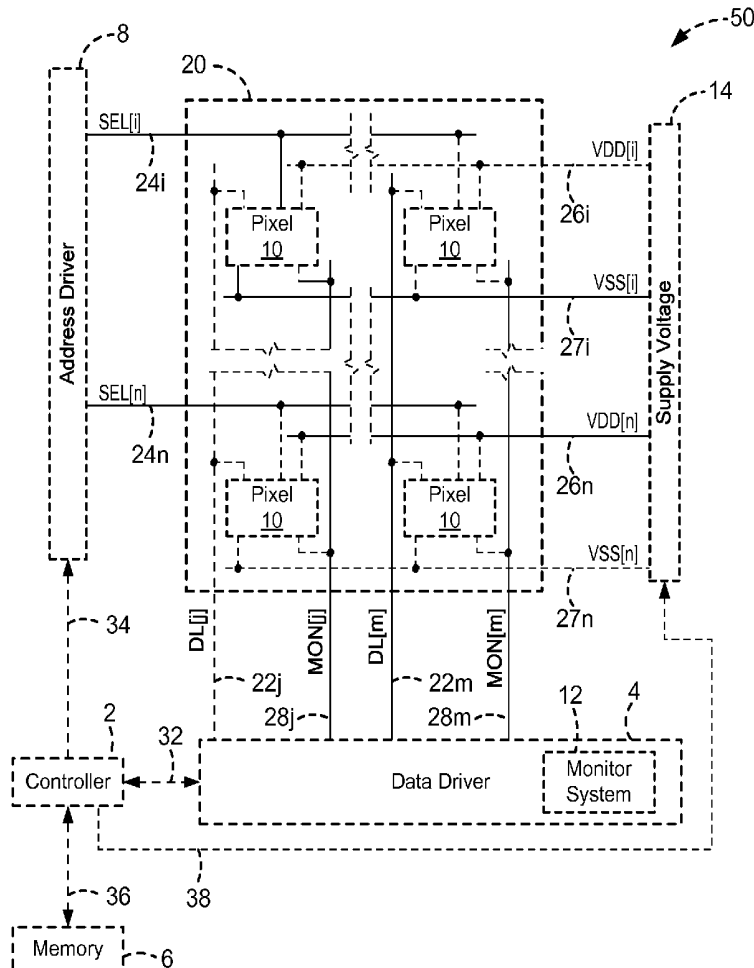 50
8
20
14
SEL[i]
VDD[i]
24i
26i
Pixel
10
Pixel
10
Address Driver
Supply Voltage
VSS[i]
27i
SEL[n]
24n
VDD[n]
26n
Pixel
10
Pixel
10
VSS[n]
27n
34
DL[j]
MON[j]
DL[m]
MON[m]
22j
28j
22m
28m
12
4
2
32
Controller
Data Driver
Monitor
System
36
38
Memory
6